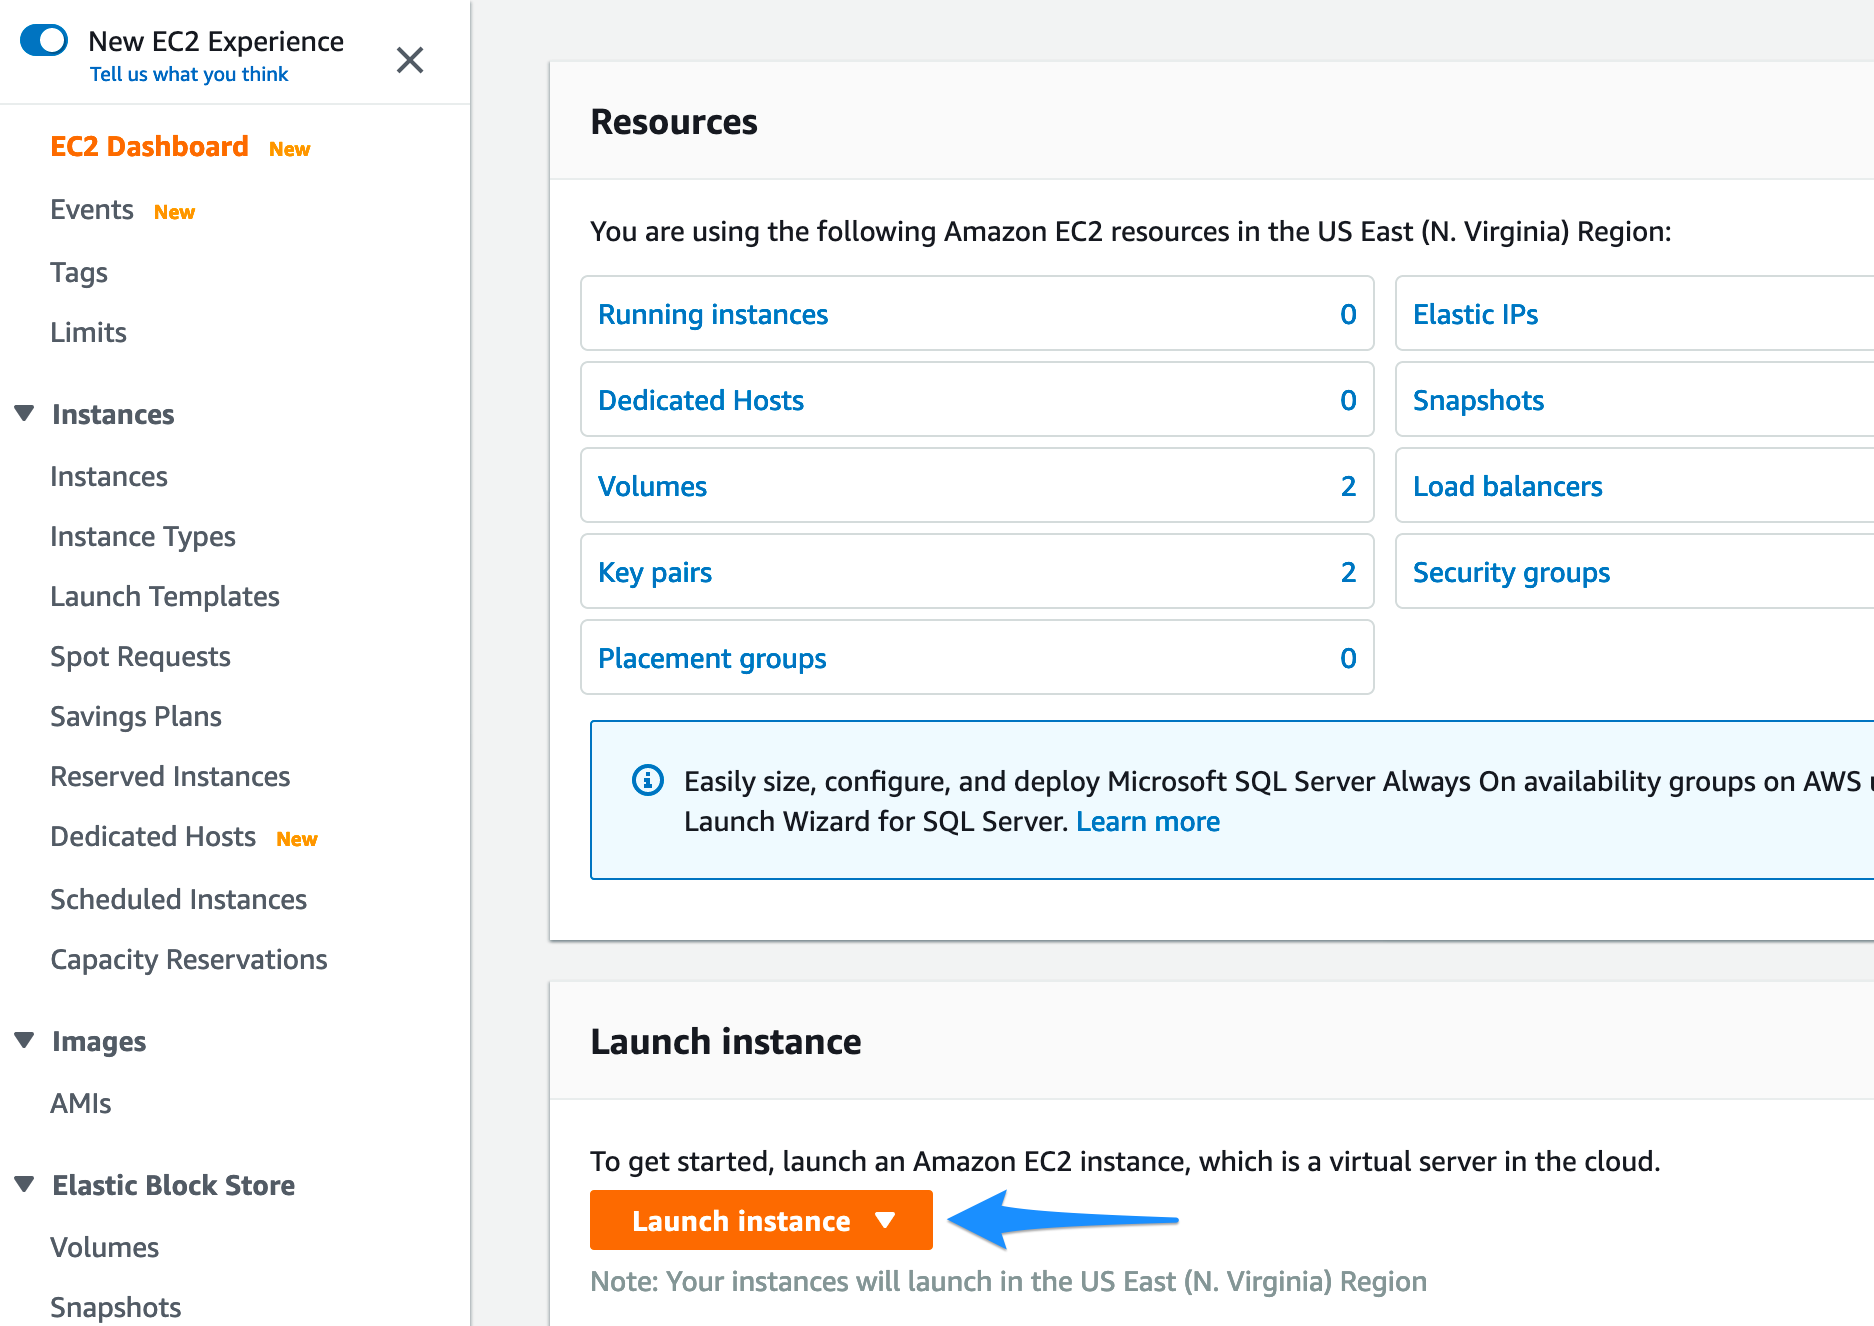 New EC2 Experience
Tell us what you think
EC2 Dashboard New
Events New
Tags
Limits
Instances
Instances
Instance Types
Launch Templates
Spot Requests
Savings Plans
Reserved Instances
Dedicated Hosts New
Scheduled Instances
Capacity Reservations
Images
AMIs
Elastic Block Store
Volumes
Snapshots
Resources
You are using the following Amazon EC2 resources in the US East (N. Virginia) Region:
Running instances 0 Elastic IPs
Dedicated Hosts 0 Snapshots
Volumes 2 Load balancers
Key pairs 2 Security groups
Placement groups 0
Easily size, configure, and deploy Microsoft SQL Server Always On availability groups on AWS
Launch Wizard for SQL Server. Learn more
Launch instance
To get started, launch an Amazon EC2 instance, which is a virtual server in the cloud.
Launch instance
Note: Your instances will launch in the US East (N. Virginia) Region